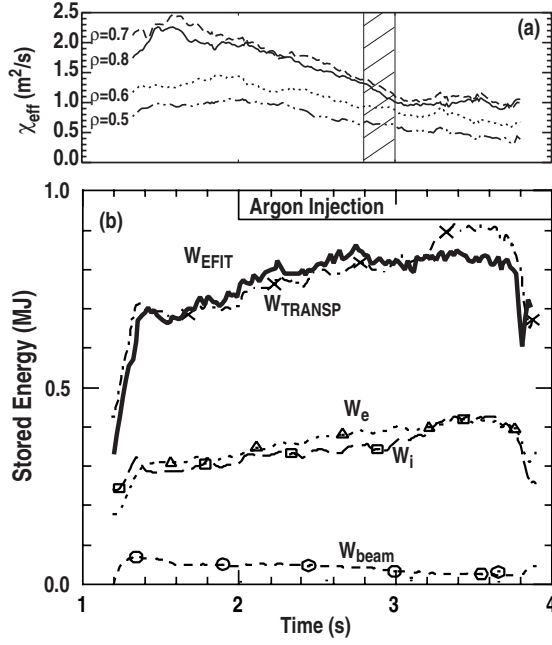 2.5
(a)
ρ=0.7
2.0
ρ=0.8
1.5
ρ=0.6
1.0
ρ=0.5
0.5
0.0
χeff (m²/s)
1.0
(b)
Argon Injection
WEFIT
WTRANSP
Stored Energy (MJ)
0.5
We
Wi
Wbeam
0.0
1
2
3
4
Time (s)